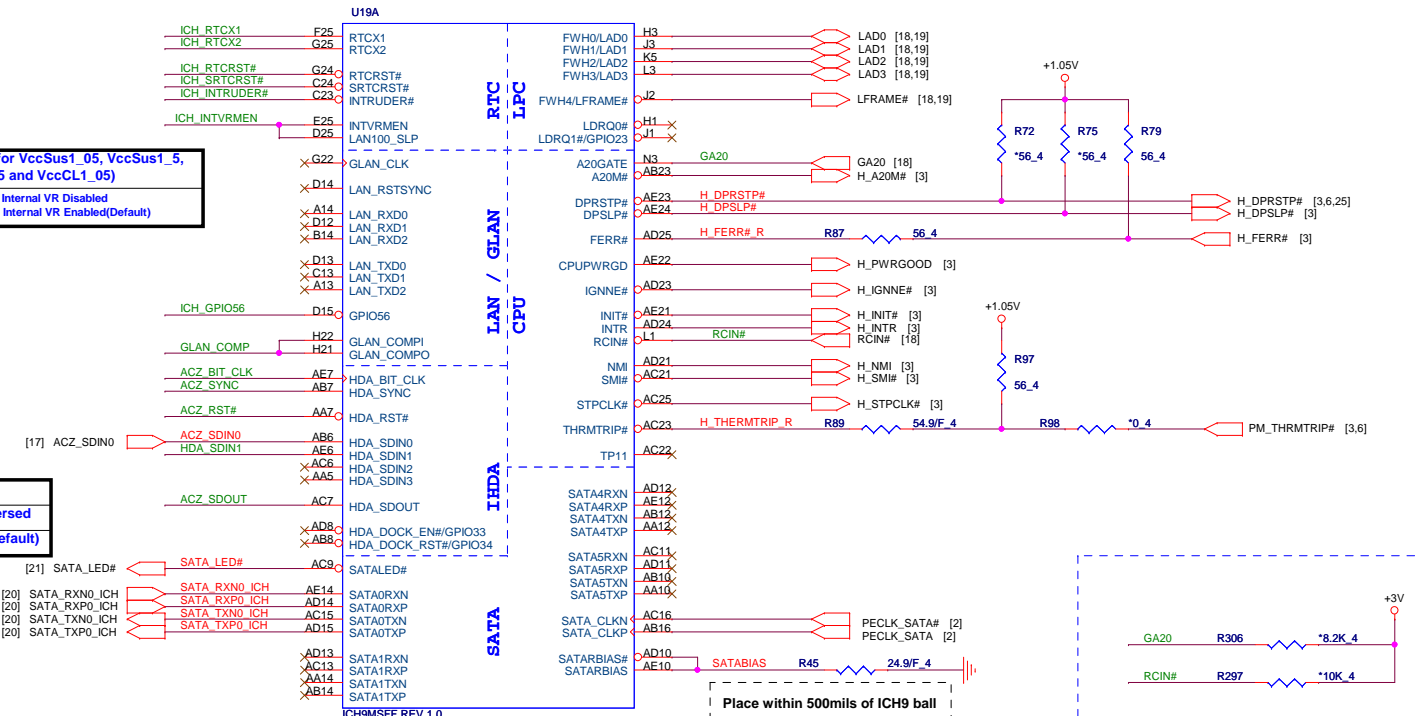 U19A
ICH_RTCX1 F25 RTCX1 FWH0/LAD0 H3 LAD0 [18,19]
ICH_RTCX2 G25 RTCX2 FWH1/LAD1 J3 LAD1 [18,19]
FWH2/LAD2 K5 LAD2 [18,19]
ICH_RTCRST# G24 RTCRST# FWH3/LAD3 L3 LAD3 [18,19]
ICH_SRTCRST# C24 SRTCRST#
ICH_INTRUDER# C23 INTRUDER# FWH4/LFRAME# J2 LFRAME# [18,19]
RTC LPC
ICH_INTVRMEN E25 INTVRMEN LDRQ0# H1
D25 LAN100_SLP LDRQ1#/GPIO23 J1
+1.05V
R72 *56_4
R75 *56_4
R79 56_4
for VccSus1_05, VccSus1_5,
5 and VccCL1_05)
Internal VR Disabled
Internal VR Enabled(Default)
G22 GLAN_CLK A20GATE N3 GA20 GA20 [18]
A20M# AB23 H_A20M# [3]
D14 LAN_RSTSYNC
DPRSTP# AE23 H_DPRSTP# H_DPRSTP# [3,6,25]
A14 LAN_RXD0 DPSLP# AE24 H_DPSLP# H_DPSLP# [3]
D12 LAN_RXD1
B14 LAN_RXD2 FERR# AD25 H_FERR#_R R87 56_4 H_FERR# [3]
LAN / GLAN CPU
D13 LAN_TXD0 CPUPWRGD AE22 H_PWRGOOD [3]
C13 LAN_TXD1
A13 LAN_TXD2 IGNNE# AD23 H_IGNNE# [3]
ICH_GPIO56 D15 GPIO56 INIT# AE21 H_INIT# [3]
INTR AD24 H_INTR [3]
H22 GLAN_COMPI RCIN# L1 RCIN# RCIN# [18]
GLAN_COMP H21 GLAN_COMPO
NMI AD21 H_NMI [3]
ACZ_BIT_CLK AE7 HDA_BIT_CLK SMI# AC21 H_SMI# [3]
ACZ_SYNC AB7 HDA_SYNC
STPCLK# AC25 H_STPCLK# [3]
+1.05V
R97
56_4
ACZ_RST# AA7 HDA_RST#
THRMTRIP# AC23 H_THERMTRIP_R R89 54.9/F_4 R98 *0_4 PM_THRMTRIP# [3,6]
[17] ACZ_SDIN0 ACZ_SDIN0 AB6 HDA_SDIN0
HDA_SDIN1 AE6 HDA_SDIN1 TP11 AC22
AC6 HDA_SDIN2
AA5 HDA_SDIN3
IHDA
ACZ_SDOUT AC7 HDA_SDOUT
SATA4RXN AD12
SATA4RXP AE12
SATA4TXN AB12
SATA4TXP AA12
ersed
efault)
AD8 HDA_DOCK_EN#/GPIO33
AB8 HDA_DOCK_RST#/GPIO34
SATA5RXN AC11
SATA5RXP AD11
SATA5TXN AB10
SATA5TXP AA10
[21] SATA_LED# SATA_LED# AC9 SATALED#
[20] SATA_RXN0_ICH SATA_RXN0_ICH AE14 SATA0RXN
[20] SATA_RXP0_ICH SATA_RXP0_ICH AD14 SATA0RXP
[20] SATA_TXN0_ICH SATA_TXN0_ICH AC15 SATA0TXN
[20] SATA_TXP0_ICH SATA_TXP0_ICH AD15 SATA0TXP
SATA
SATA_CLKN AC16 PECLK_SATA# [2]
SATA_CLKP AB16 PECLK_SATA [2]
AD13 SATA1RXN SATARBIAS# AD10
AC13 SATA1RXP SATARBIAS AE10 SATABIAS R45 24.9/F_4
AA14 SATA1TXN
AB14 SATA1TXP
ICH9MSFF REV 1.0
Place within 500mils of ICH9 ball
+3V
GA20 R306 *8.2K_4
RCIN# R297 *10K_4